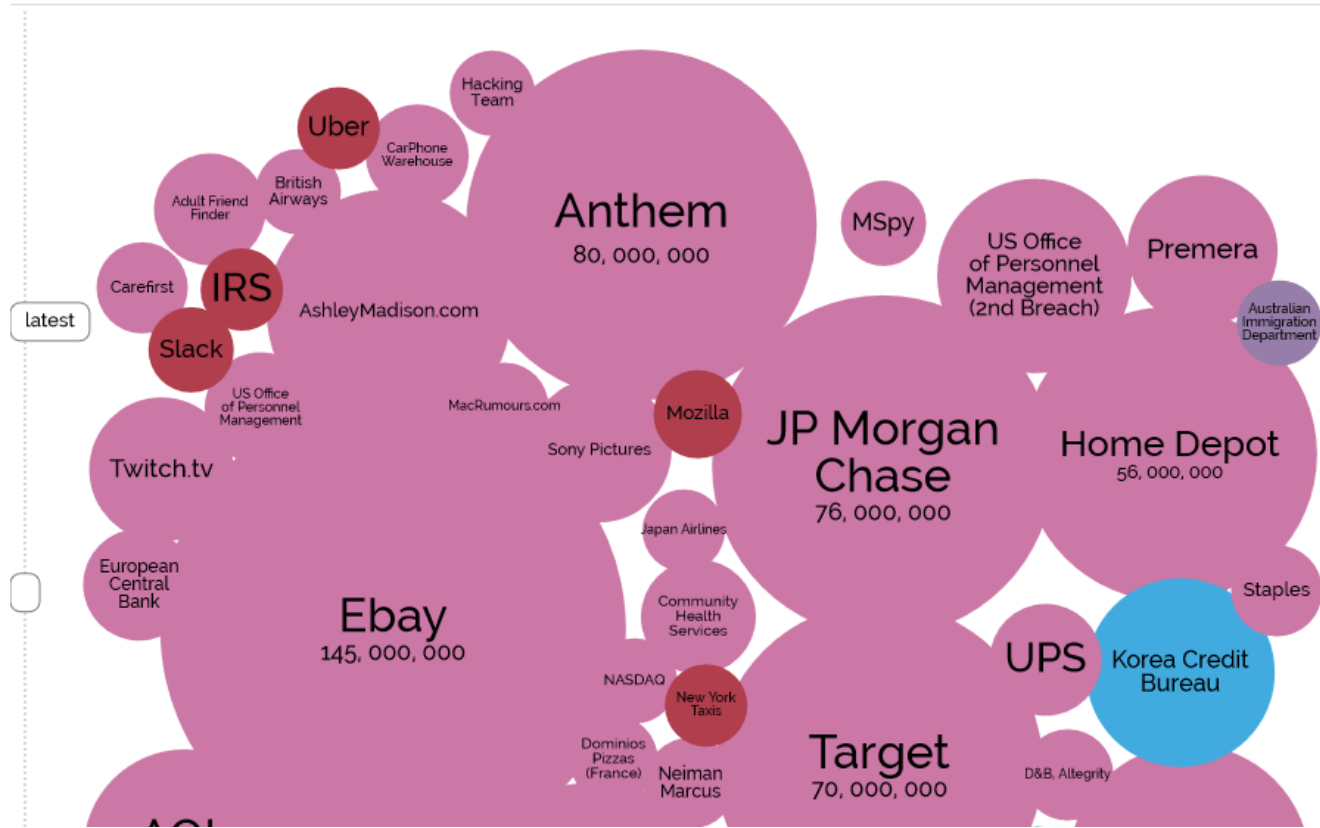 Hacking
Team
Uber
CarPhone
Warehouse
British
Airways
Adult Friend
Finder
Anthem
80, 000, 000
MSpy
US Office
of Personnel
Management
(2nd Breach)
Premera
Carefirst
IRS
AshleyMadison.com
Australian
Immigration
Department
latest
Slack
US Office
of Personnel
Management
MacRumours.com
Mozilla
Sony Pictures
JP Morgan
Chase
76, 000, 000
Home Depot
56, 000, 000
Twitch.tv
Japan Airlines
European
Central
Bank
Ebay
145, 000, 000
Community
Health
Services
Staples
UPS
Korea Credit
Bureau
NASDAQ
New York
Taxis
Dominios
Pizzas
(France)
Neiman
Marcus
Target
70, 000, 000
D&B, Altegrity